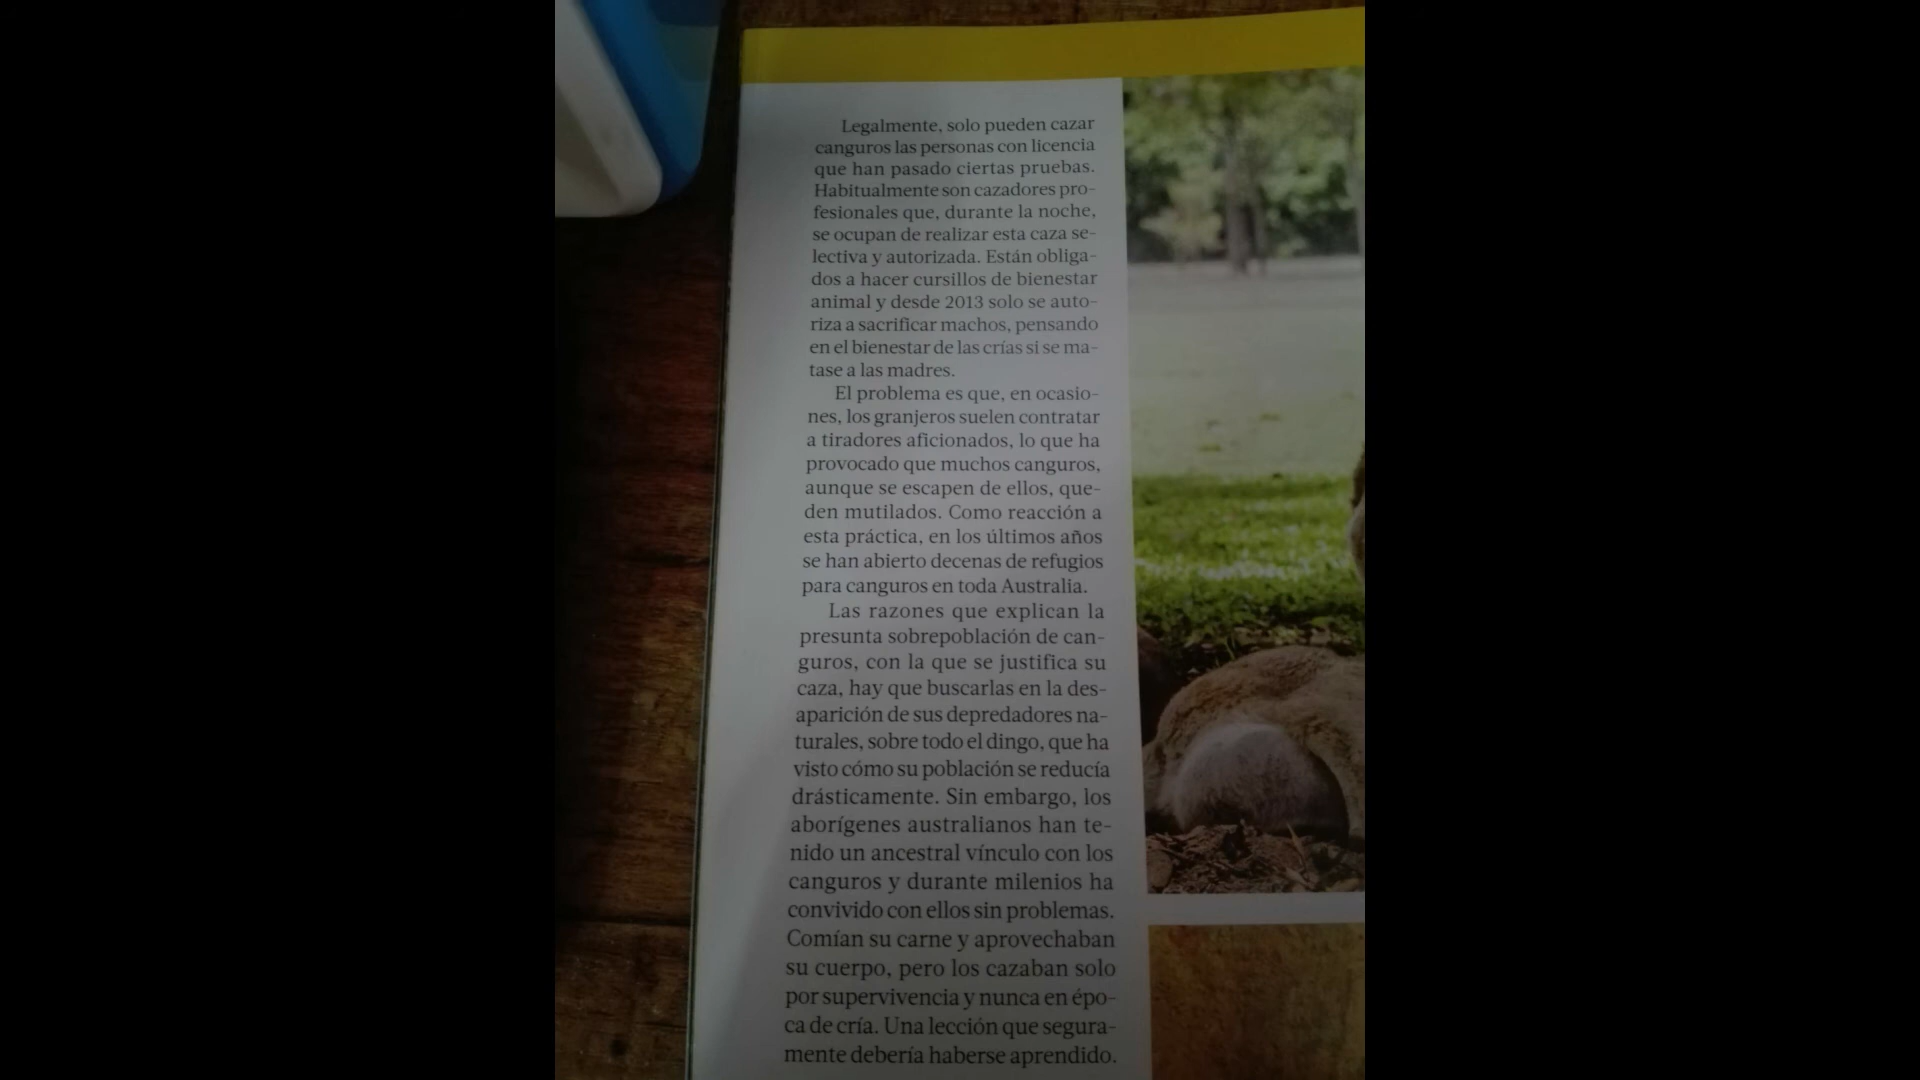 Legalmente, solo pueden cazar
canguros las personas con licencia
que han pasado ciertas pruebas.
Habitualmente son cazadores pro-
fesionales que, durante la noche,
se ocupan de realizar esta caza se-
lectiva y autorizada. Están obliga-
dos a hacer cursillos de bienestar
animal y desde 2013 solo se auto-
riza a sacrificar machos, pensando
en el bienestar de las crías si se ma-
tase a las madres.
El problema es que, en ocasio-
nes, los granjeros suelen contratar
a tiradores aficionados, lo que ha
provocado que muchos canguros,
aunque se escapen de ellos, que-
den mutilados. Como reacción a
esta práctica, en los últimos años
se han abierto decenas de refugios
para canguros en toda Australia.
Las razones que explican la
presunta sobrepoblación de can-
guros, con la que se justifica su
caza, hay que buscarlas en la des-
aparición de sus depredadores na-
turales, sobre todo el dingo, que ha
visto cómo su población se reducía
drásticamente. Sin embargo, los
aborígenes australianos han te-
nido un ancestral vínculo con los
canguros y durante milenios ha
convivido con ellos sin problemas.
Comían su carne y aprovechaban
su cuerpo, pero los cazaban solo
por supervivencia y nunca en épo-
ca de cría. Una lección que segura-
mente debería haberse aprendido.